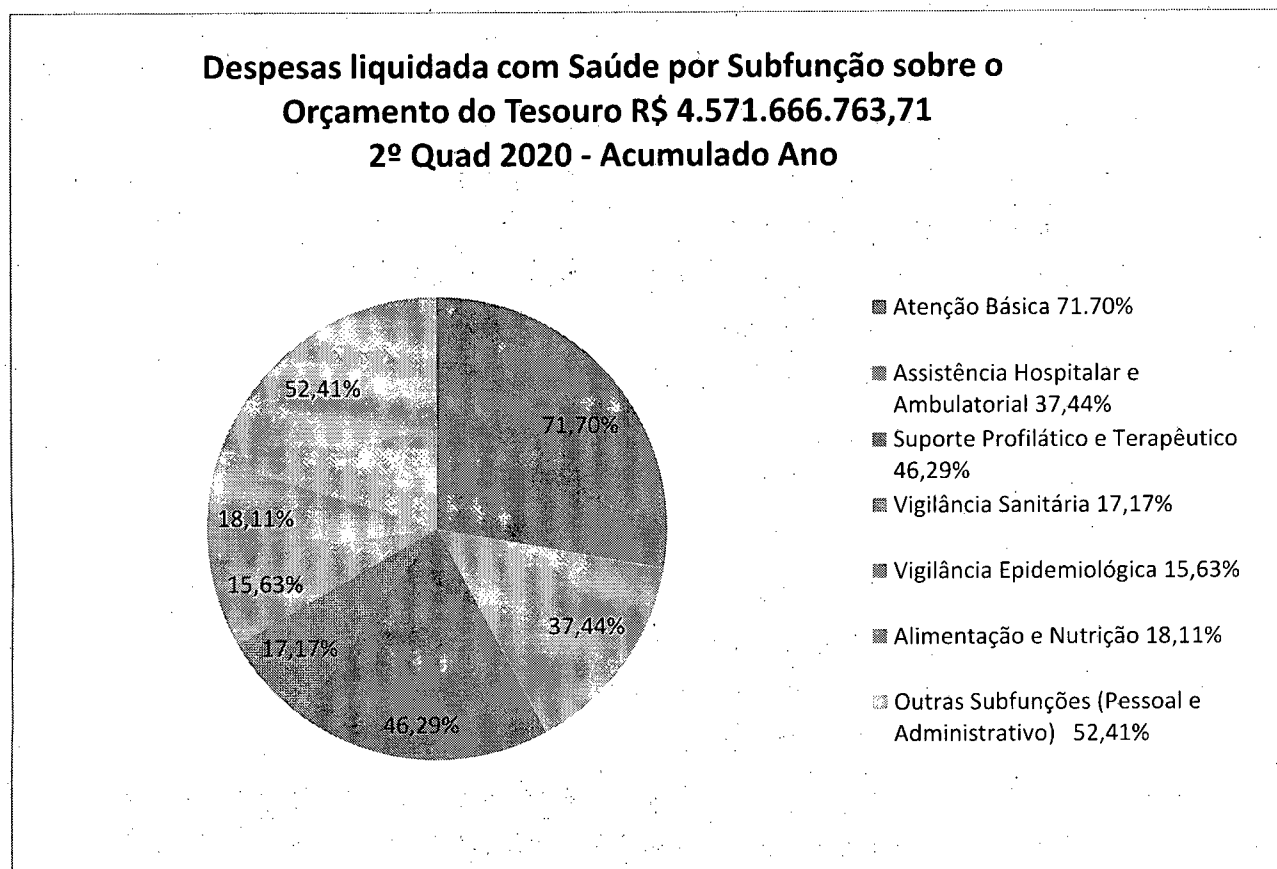 Despesas liquidada com Saúde por Subfunção sobre o
Orçamento do Tesouro R$ 4.571.666.763,71
2º Quad 2020 - Acumulado Ano
52,41%
71,70%
18,11%
15,63%
37,44%
17,17%
46,29%
Atenção Básica 71.70%
Assistência Hospitalar e
Ambulatorial 37,44%
Suporte Profilático e Terapêutico
46,29%
Vigilância Sanitária 17,17%
Vigilância Epidemiológica 15,63%
Alimentação e Nutrição 18,11%
Outras Subfunções (Pessoal e
Administrativo) 52,41%